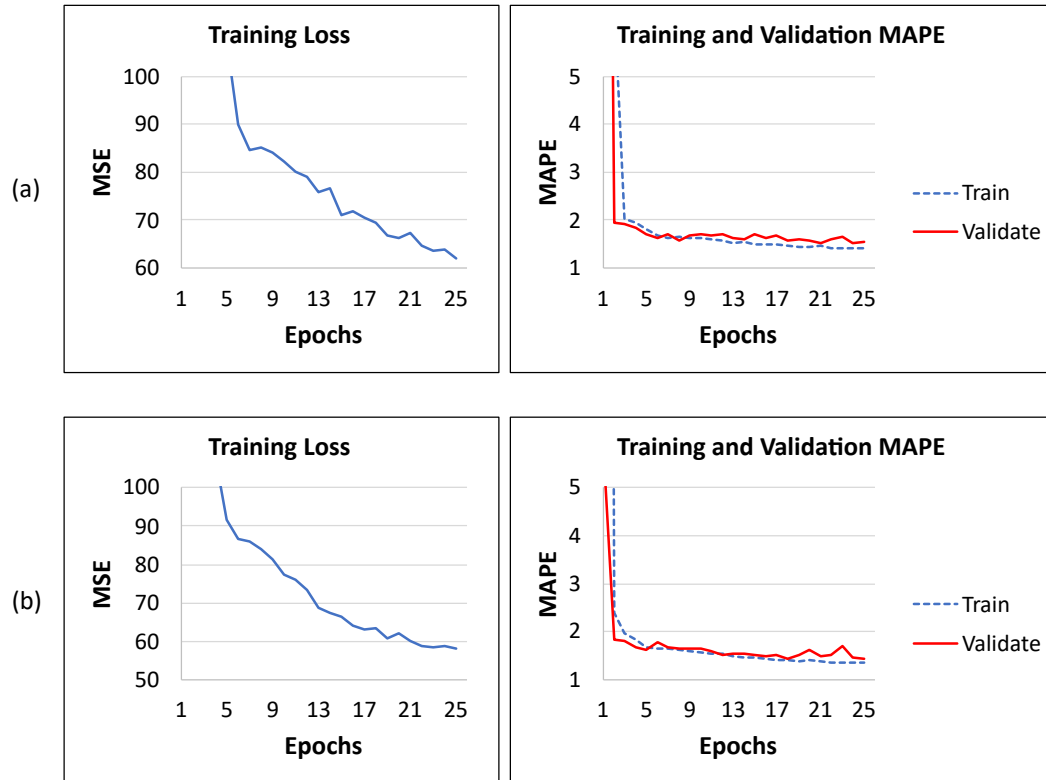 (a)
Training Loss
MSE
100
90
80
70
60
1 5 9 13 17 21 25
Epochs
Training and Validation MAPE
MAPE
5
4
3
2
1
1 5 9 13 17 21 25
Epochs
Train
Validate
(b)
Training Loss
MSE
100
90
80
70
60
50
1 5 9 13 17 21 25
Epochs
Training and Validation MAPE
MAPE
5
4
3
2
1
1 5 9 13 17 21 25
Epochs
Train
Validate